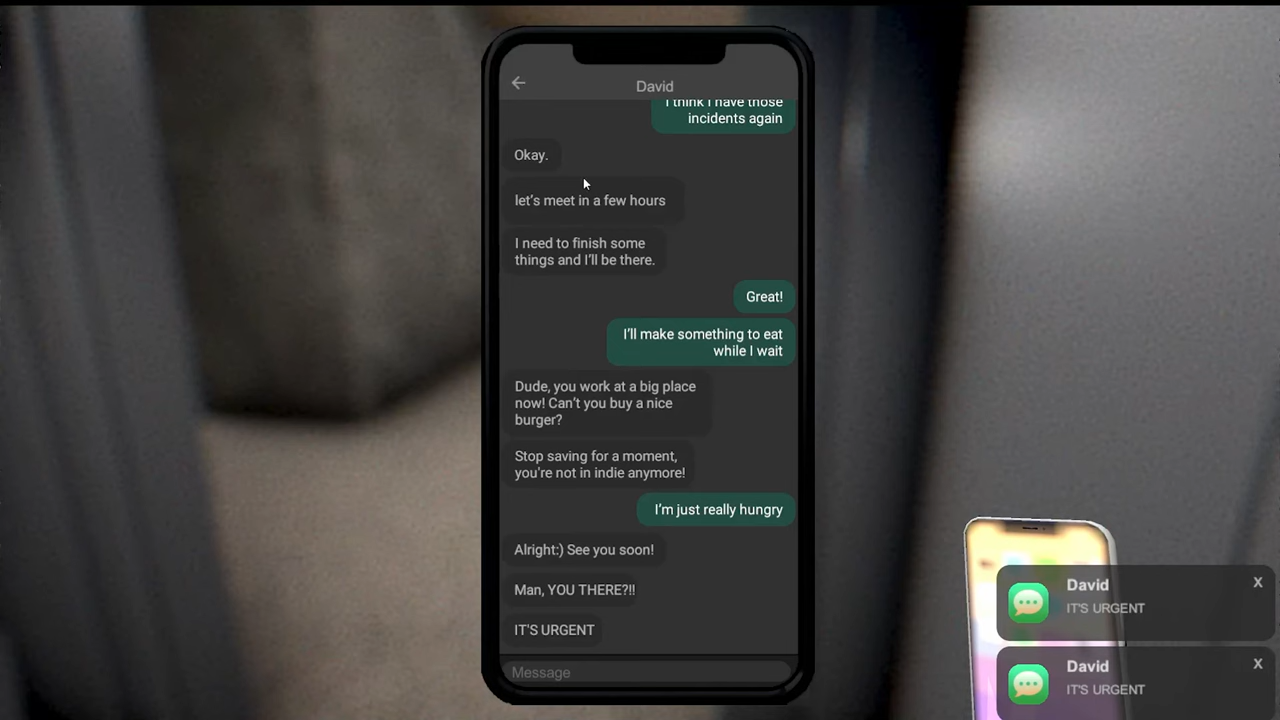 David
I think I have those
incidents again
Okay.
let's meet in a few hours
I need to finish some
things and I'll be there.
Great!
I'll make something to eat
while I wait
Dude, you work at a big place
now! Can't you buy a nice
burger?
Stop saving for a moment,
you're not in indie anymore!
I'm just really hungry
Alright:) See you soon!
Man, YOU THERE?!!
IT'S URGENT
Message
David
X
IT'S URGENT
David
X
IT'S URGENT